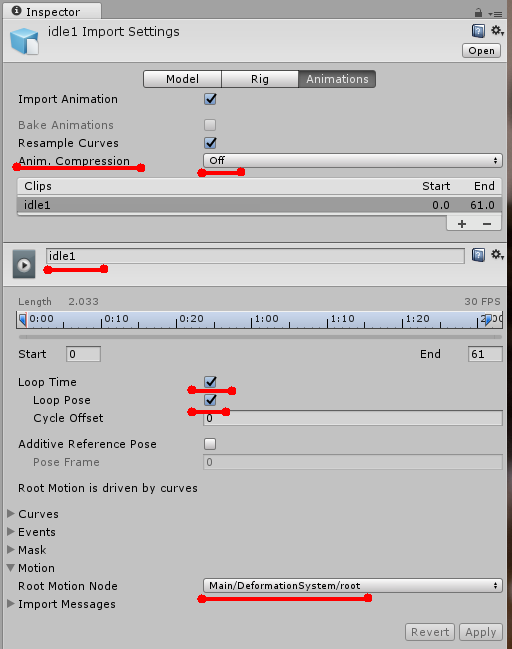 Inspector
idle1 Import Settings
Open
Model Rig Animations
Import Animation
Bake Animations
Resample Curves
Anim. Compression Off
Clips Start End
idle1 0.0 61.0
+ −
idle1
Length 2.033 30 FPS
0:00 0:10 0:20 1:00 1:10 1:20 2:00
Start 0 End 61
Loop Time
Loop Pose
Cycle Offset 0
Additive Reference Pose
Pose Frame 0
Root Motion is driven by curves
Curves
Events
Mask
Motion
Root Motion Node Main/DeformationSystem/root
Import Messages
Revert Apply